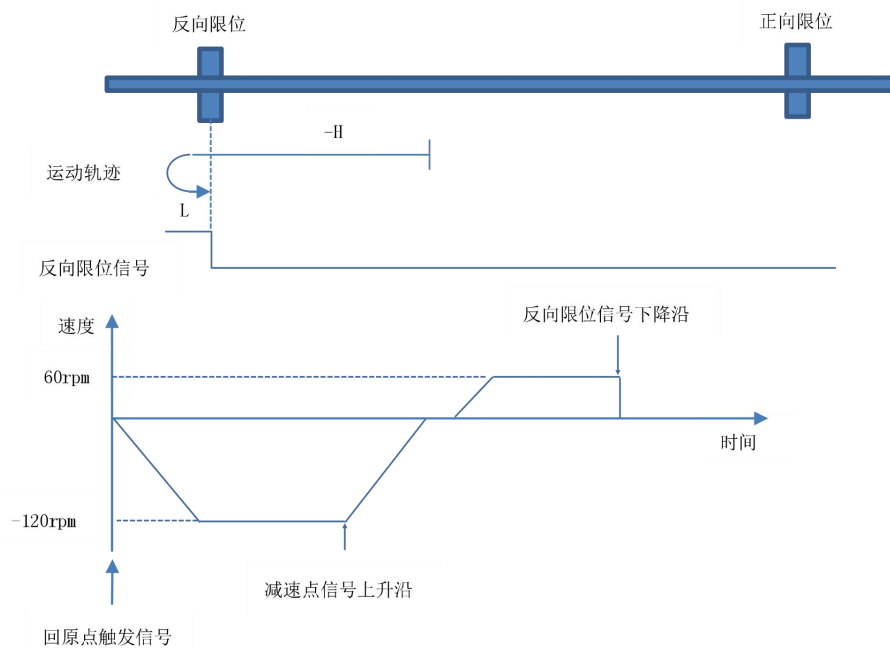 反向限位
正向限位
-H
运动轨迹
L
反向限位信号
速度
反向限位信号下降沿
60rpm
时间
-120rpm
减速点信号上升沿
回原点触发信号